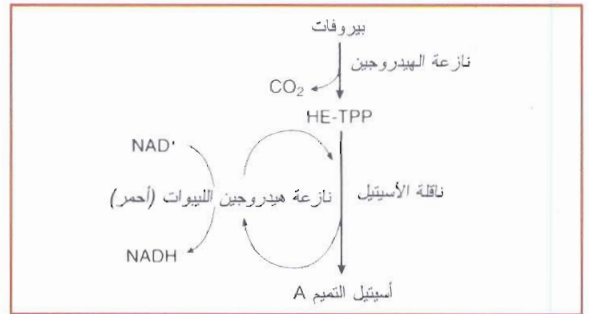 بيروفات
نازعة الهيدروجين
CO₂
HE-TPP
NAD⁺
ناقلة الأسيتيل
نازعة هيدروجين الليبوات (أحمر)
NADH
أسيتيل التميم A